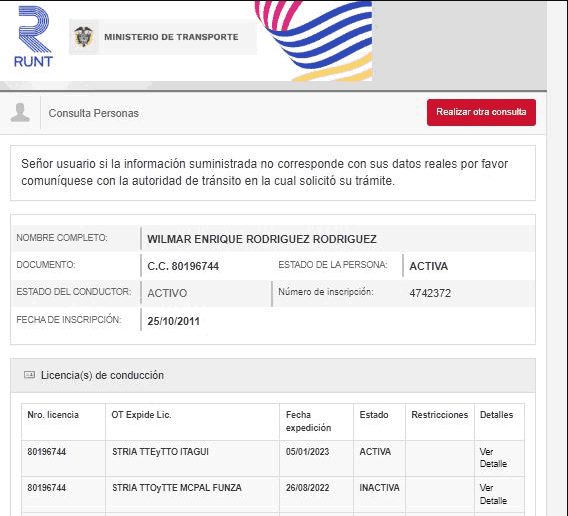 RUNT
MINISTERIO DE TRANSPORTE
Consulta Personas
Realizar otra consulta
Señor usuario si la información suministrada no corresponde con sus datos reales por favor
comuníquese con la autoridad de tránsito en la cual solicitó su trámite.
NOMBRE COMPLETO: WILMAR ENRIQUE RODRIGUEZ RODRIGUEZ
DOCUMENTO: C.C. 80196744 ESTADO DE LA PERSONA: ACTIVA
ESTADO DEL CONDUCTOR: ACTIVO Número de inscripción: 4742372
FECHA DE INSCRIPCIÓN: 25/10/2011
Licencia(s) de conducción
Nro. licencia OT Expide Lic. Fecha expedición Estado Restricciones Detalles
80196744 STRIA TTEyTTO ITAGUI 05/01/2023 ACTIVA Ver Detalle
80196744 STRIA TTOyTTE MCPAL FUNZA 26/08/2022 INACTIVA Ver Detalle